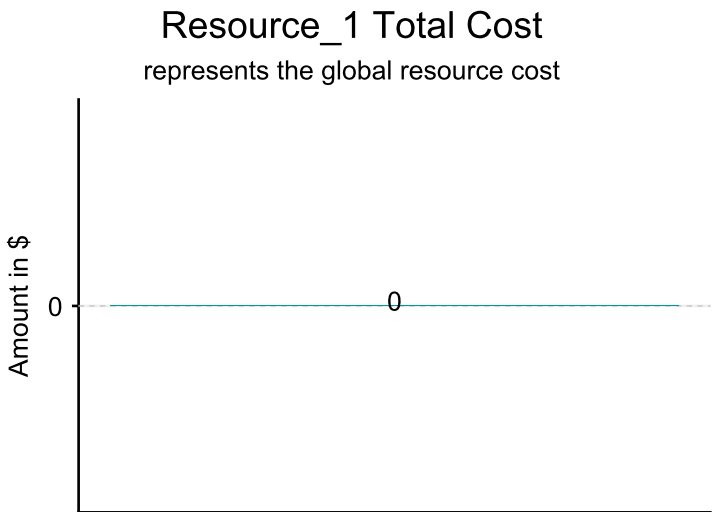 Resource_1 Total Cost
represents the global resource cost
Amount in $
0
0